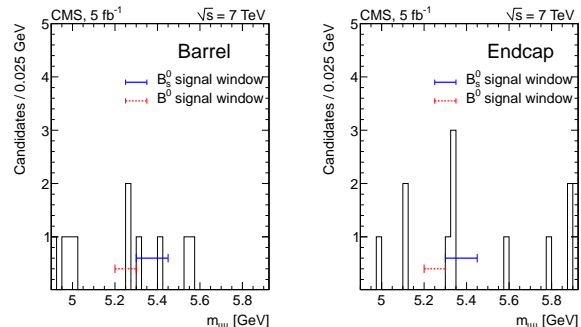 CMS, 5 fb⁻¹ √s = 7 TeV
Barrel
B⁰ₛ signal window
B⁰ signal window
Candidates / 0.025 GeV
5
4
3
2
1
5 5.2 5.4 5.6 5.8
m_μμ [GeV]
CMS, 5 fb⁻¹ √s = 7 TeV
Endcap
B⁰ₛ signal window
B⁰ signal window
Candidates / 0.025 GeV
5
4
3
2
1
5 5.2 5.4 5.6 5.8
m_μμ [GeV]